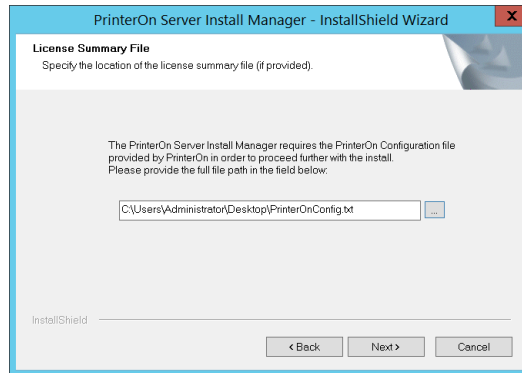 PrinterOn Server Install Manager - InstallShield Wizard
X
License Summary File
Specify the location of the license summary file (if provided).
The PrinterOn Server Install Manager requires the PrinterOn Configuration file
provided by PrinterOn in order to proceed further with the install.
Please provide the full file path in the field below:
C:\Users\Administrator\Desktop\PrinterOnConfig.txt
...
InstallShield
< Back
Next >
Cancel